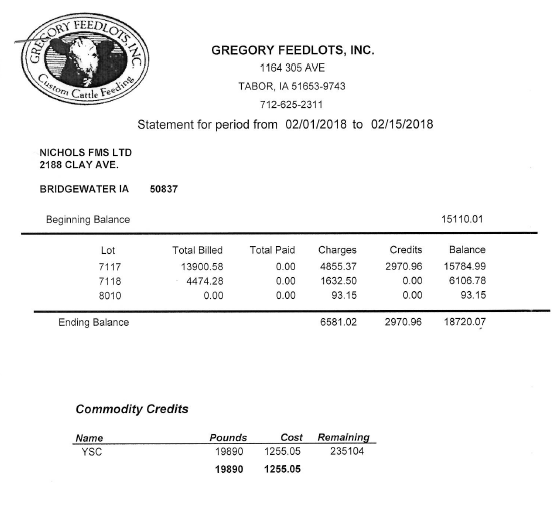 GREGORY FEEDLOTS, INC.
Custom Cattle Feeding
GREGORY FEEDLOTS, INC.
1164 305 AVE
TABOR, IA 51653-9743
712-625-2311
Statement for period from 02/01/2018 to 02/15/2018
NICHOLS FMS LTD
2188 CLAY AVE.
BRIDGEWATER IA 50837
Beginning Balance 15110.01
Lot Total Billed Total Paid Charges Credits Balance
7117 13900.58 0.00 4855.37 2970.96 15784.99
7118 4474.28 0.00 1632.50 0.00 6106.78
8010 0.00 0.00 93.15 0.00 93.15
Ending Balance 6581.02 2970.96 18720.07
Commodity Credits
Name Pounds Cost Remaining
YSC 19890 1255.05 235104
19890 1255.05